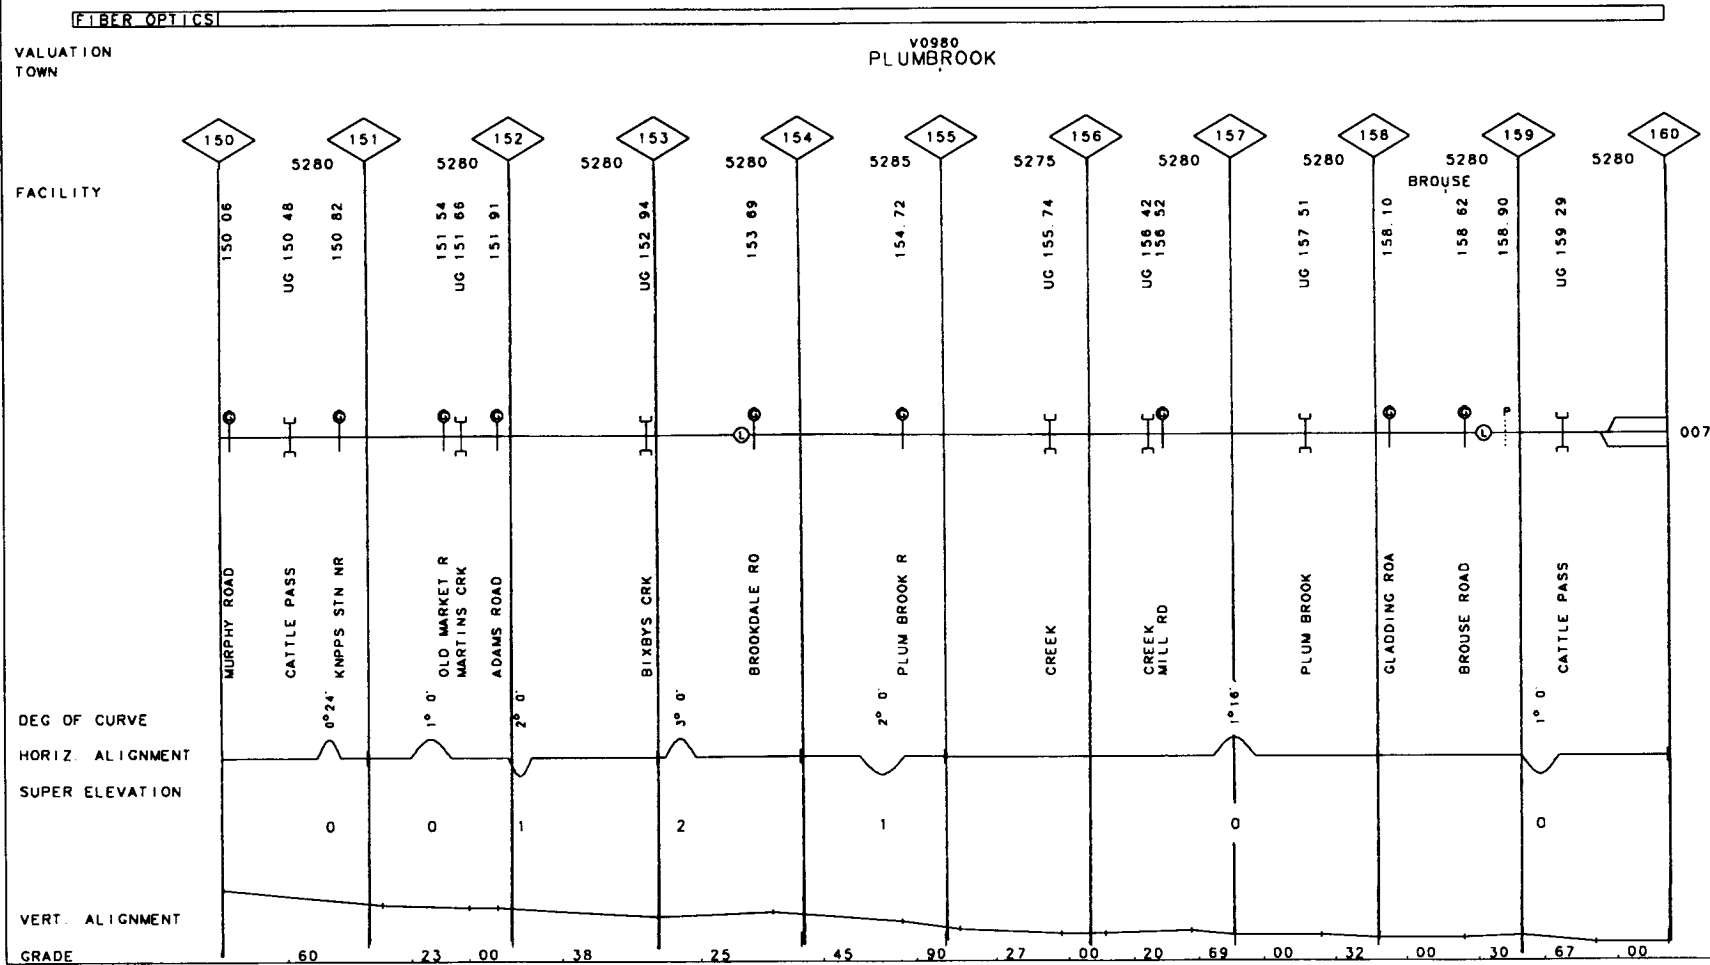 FIBER OPTICS
VALUATION
V0980
TOWN
PLUMBROOK
150 151 152 153 154 155 156 157 158 159 160
5280 5280 5280 5280 5285 5275 5280 5280 5280 5280
FACILITY
BROUSE
150 06
UG 150 48
150 82
151 54
UG 151 66
151 91
UG 152 94
153 69
154.72
UG 155.74
UG 156 42
156 52
UG 157 51
158.10
158 62
158.90
UG 159 29
G G G G G G G G G
L L P
007
MURPHY ROAD
CATTLE PASS
KNPPS STN NR
OLD MARKET R
MARTINS CRK
ADAMS ROAD
BIXBYS CRK
BROOKDALE RO
PLUM BROOK R
CREEK
CREEK
MILL RD
PLUM BROOK
GLADDING ROA
BROUSE ROAD
CATTLE PASS
DEG OF CURVE
0°24' 1° 0' 2° 0' 3° 0' 2° 0' 1°16' 1° 0'
HORIZ. ALIGNMENT
SUPER ELEVATION
0 0 1 2 1 0 0
VERT. ALIGNMENT
GRADE .60 .23 .00 .38 .25 .45 .90 .27 .00 .20 .69 .00 .32 .00 .30 .67 .00